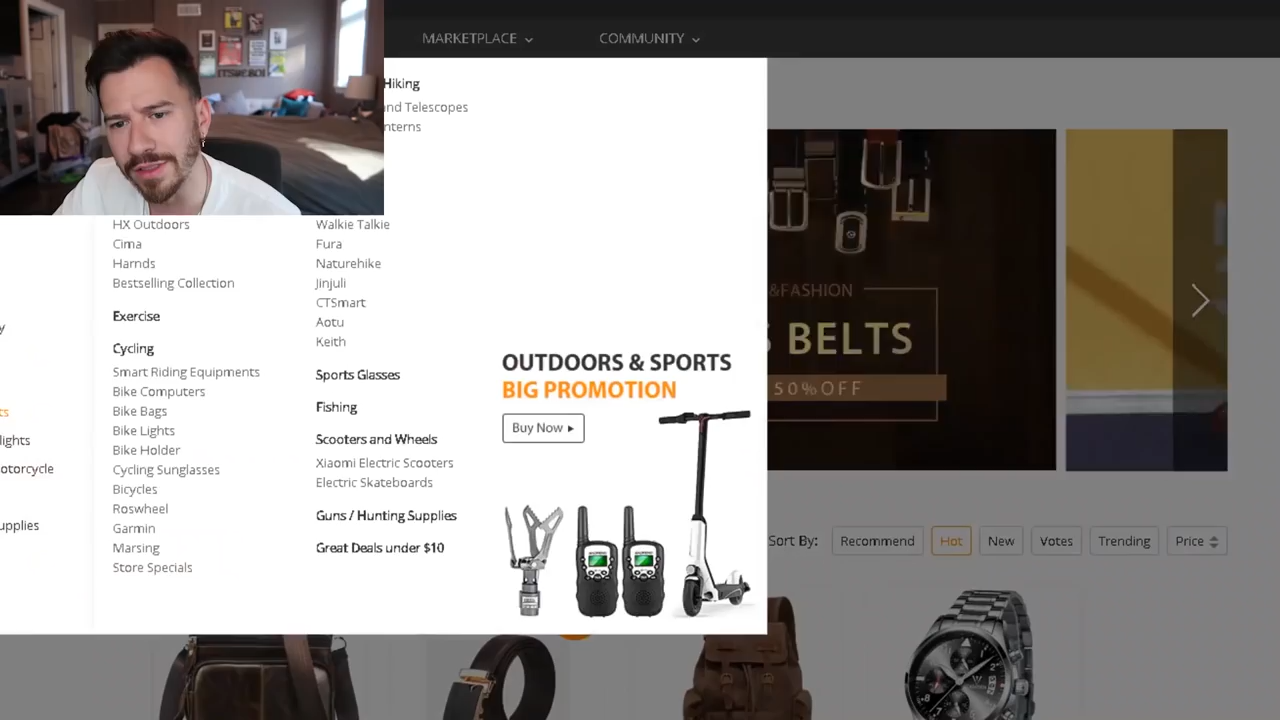 MARKETPLACE
COMMUNITY
Hiking
and Telescopes
nterns
HX Outdoors
Cima
Harnds
Bestselling Collection
Exercise
Cycling
Smart Riding Equipments
Bike Computers
Bike Bags
Bike Lights
Bike Holder
Cycling Sunglasses
Bicycles
Roswheel
Garmin
Marsing
Store Specials
Walkie Talkie
Fura
Naturehike
Jinjuli
CTSmart
Aotu
Keith
Sports Glasses
Fishing
Scooters and Wheels
Xiaomi Electric Scooters
Electric Skateboards
Guns / Hunting Supplies
Great Deals under $10
y
ts
lights
otorcycle
upplies
OUTDOORS & SPORTS
BIG PROMOTION
Buy Now
&FASHION
S BELTS
50%OFF
Sort By:
Recommend
Hot
New
Votes
Trending
Price